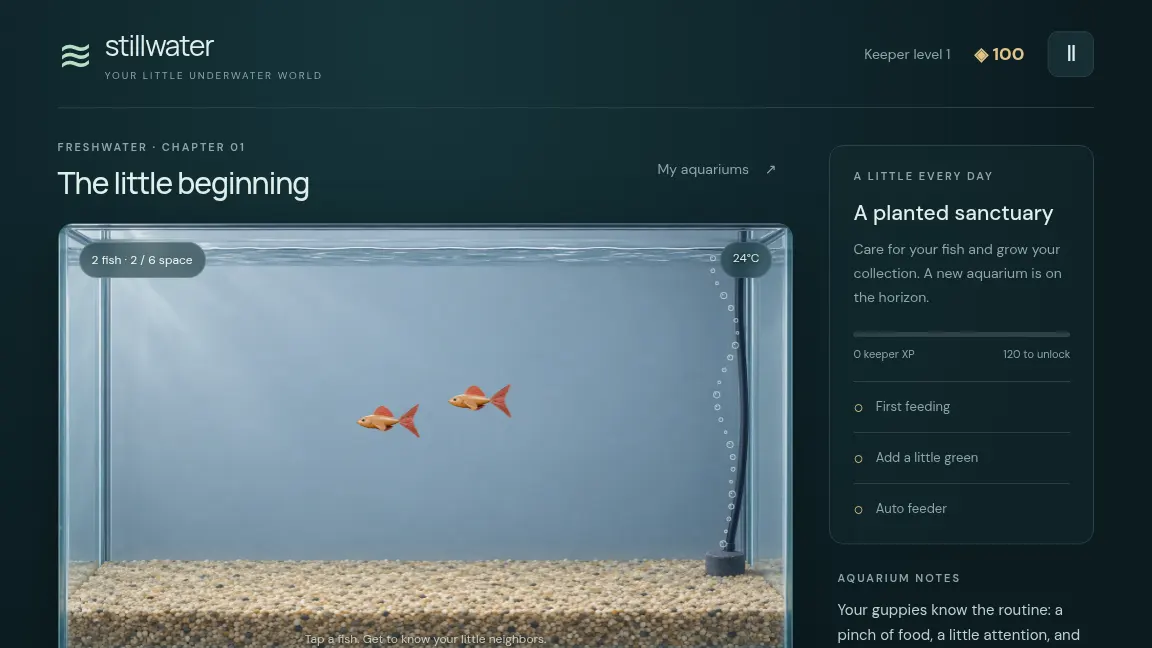 stillwater
YOUR LITTLE UNDERWATER WORLD
Keeper level 1
◈ 100
FRESHWATER · CHAPTER 01
The little beginning
My aquariums ↗
2 fish · 2 / 6 space
24°C
Tap a fish. Get to know your little neighbors.
A LITTLE EVERY DAY
A planted sanctuary
Care for your fish and grow your
collection. A new aquarium is on
the horizon.
0 keeper XP
120 to unlock
First feeding
Add a little green
Auto feeder
AQUARIUM NOTES
Your guppies know the routine: a
pinch of food, a little attention, and